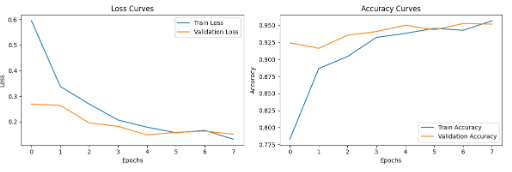 Loss Curves
Train Loss
Validation Loss
0.6
0.5
0.4
0.3
0.2
Loss
0
1
2
3
4
5
6
7
Epochs
Accuracy Curves
0.950
0.925
0.900
0.875
0.850
0.825
0.800
0.775
Accuracy
Train Accuracy
Validation Accuracy
0
1
2
3
4
5
6
7
Epochs